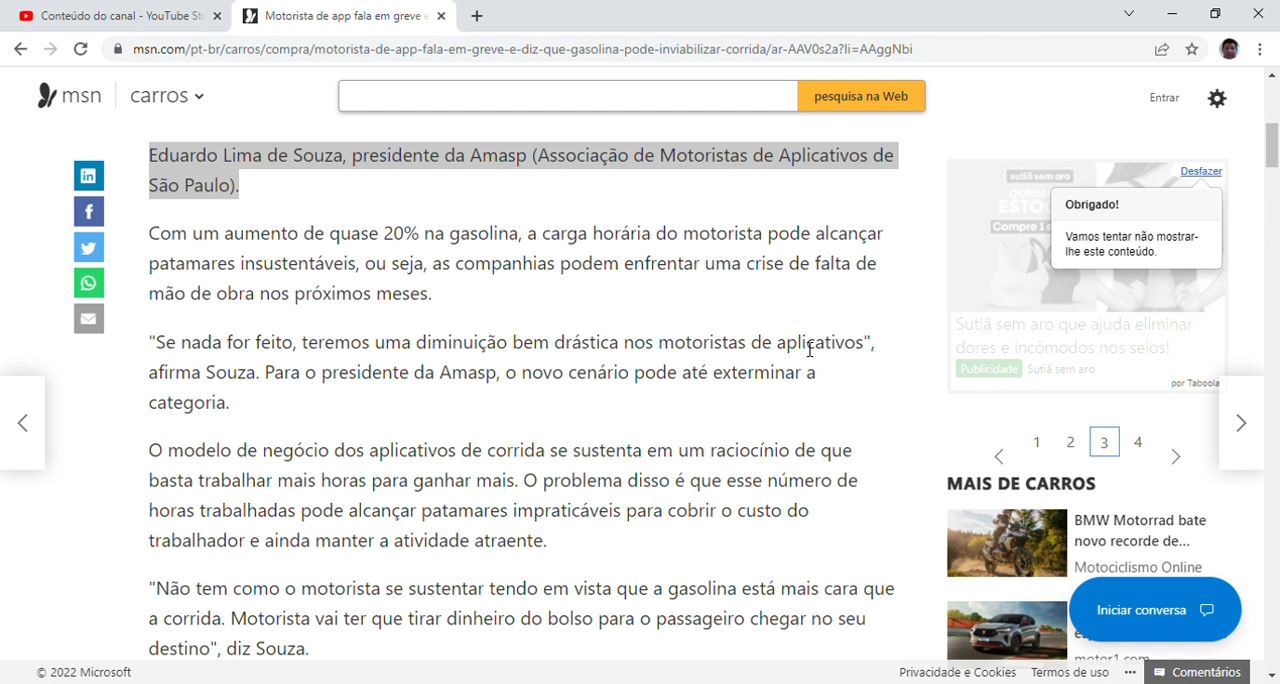 Conteúdo do canal - YouTube St
Motorista de app fala em greve e
msn.com/pt-br/carros/compra/motorista-de-app-fala-em-greve-e-diz-que-gasolina-pode-inviabilizar-corrida/ar-AAV0s2a?li=AAggNbi
msn
carros
pesquisa na Web
Entrar
Eduardo Lima de Souza, presidente da Amasp (Associação de Motoristas de Aplicativos de
São Paulo).
Com um aumento de quase 20% na gasolina, a carga horária do motorista pode alcançar
patamares insustentáveis, ou seja, as companhias podem enfrentar uma crise de falta de
mão de obra nos próximos meses.
"Se nada for feito, teremos uma diminuição bem drástica nos motoristas de aplicativos",
afirma Souza. Para o presidente da Amasp, o novo cenário pode até exterminar a
categoria.
O modelo de negócio dos aplicativos de corrida se sustenta em um raciocínio de que
basta trabalhar mais horas para ganhar mais. O problema disso é que esse número de
horas trabalhadas pode alcançar patamares impraticáveis para cobrir o custo do
trabalhador e ainda manter a atividade atraente.
"Não tem como o motorista se sustentar tendo em vista que a gasolina está mais cara que
a corrida. Motorista vai ter que tirar dinheiro do bolso para o passageiro chegar no seu
destino", diz Souza.
Desfazer
sutiã sem aro
Compre 1
Obrigado!
Vamos tentar não mostrar-
lhe este conteúdo.
Sutiã sem aro que ajuda eliminar
dores e incômodos nos seios!
Publicidade Sutiã sem aro
por Taboola
1 2 3 4
MAIS DE CARROS
BMW Motorrad bate
novo recorde de...
Motociclismo Online
Iniciar conversa
motor1.com
© 2022 Microsoft
Privacidade e Cookies Termos de uso ... Comentários